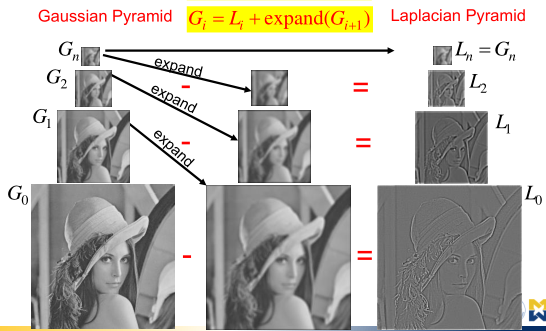 Gaussian Pyramid
G_i = L_i + expand(G_{i+1})
Laplacian Pyramid
G_n
expand
L_n = G_n
G_2
expand
-
=
L_2
G_1
expand
-
=
L_1
G_0
-
=
L_0